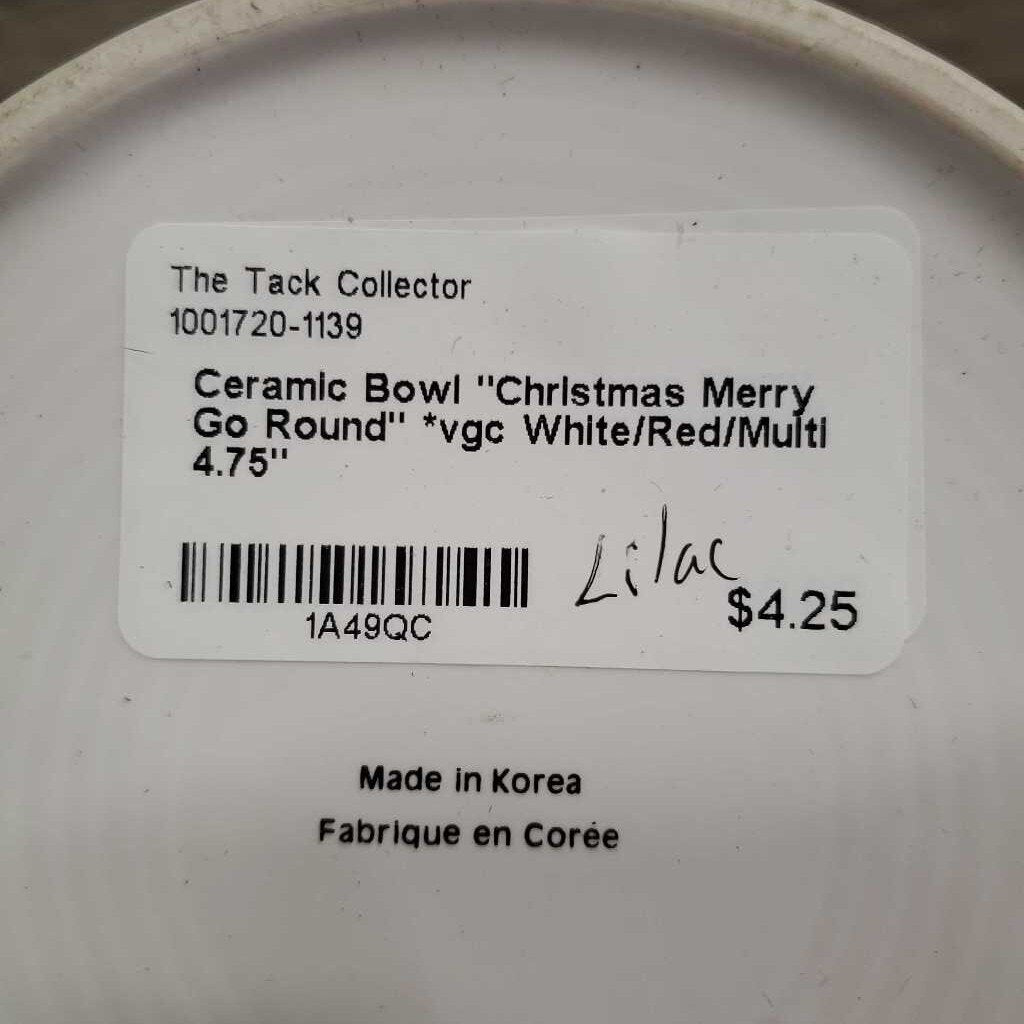 The Tack Collector
1001720-1139
Ceramic Bowl "Christmas Merry
Go Round" *vgc White/Red/Multi
4.75"
Lilac
$4.25
1A49QC
Made in Korea
Fabrique en Corée